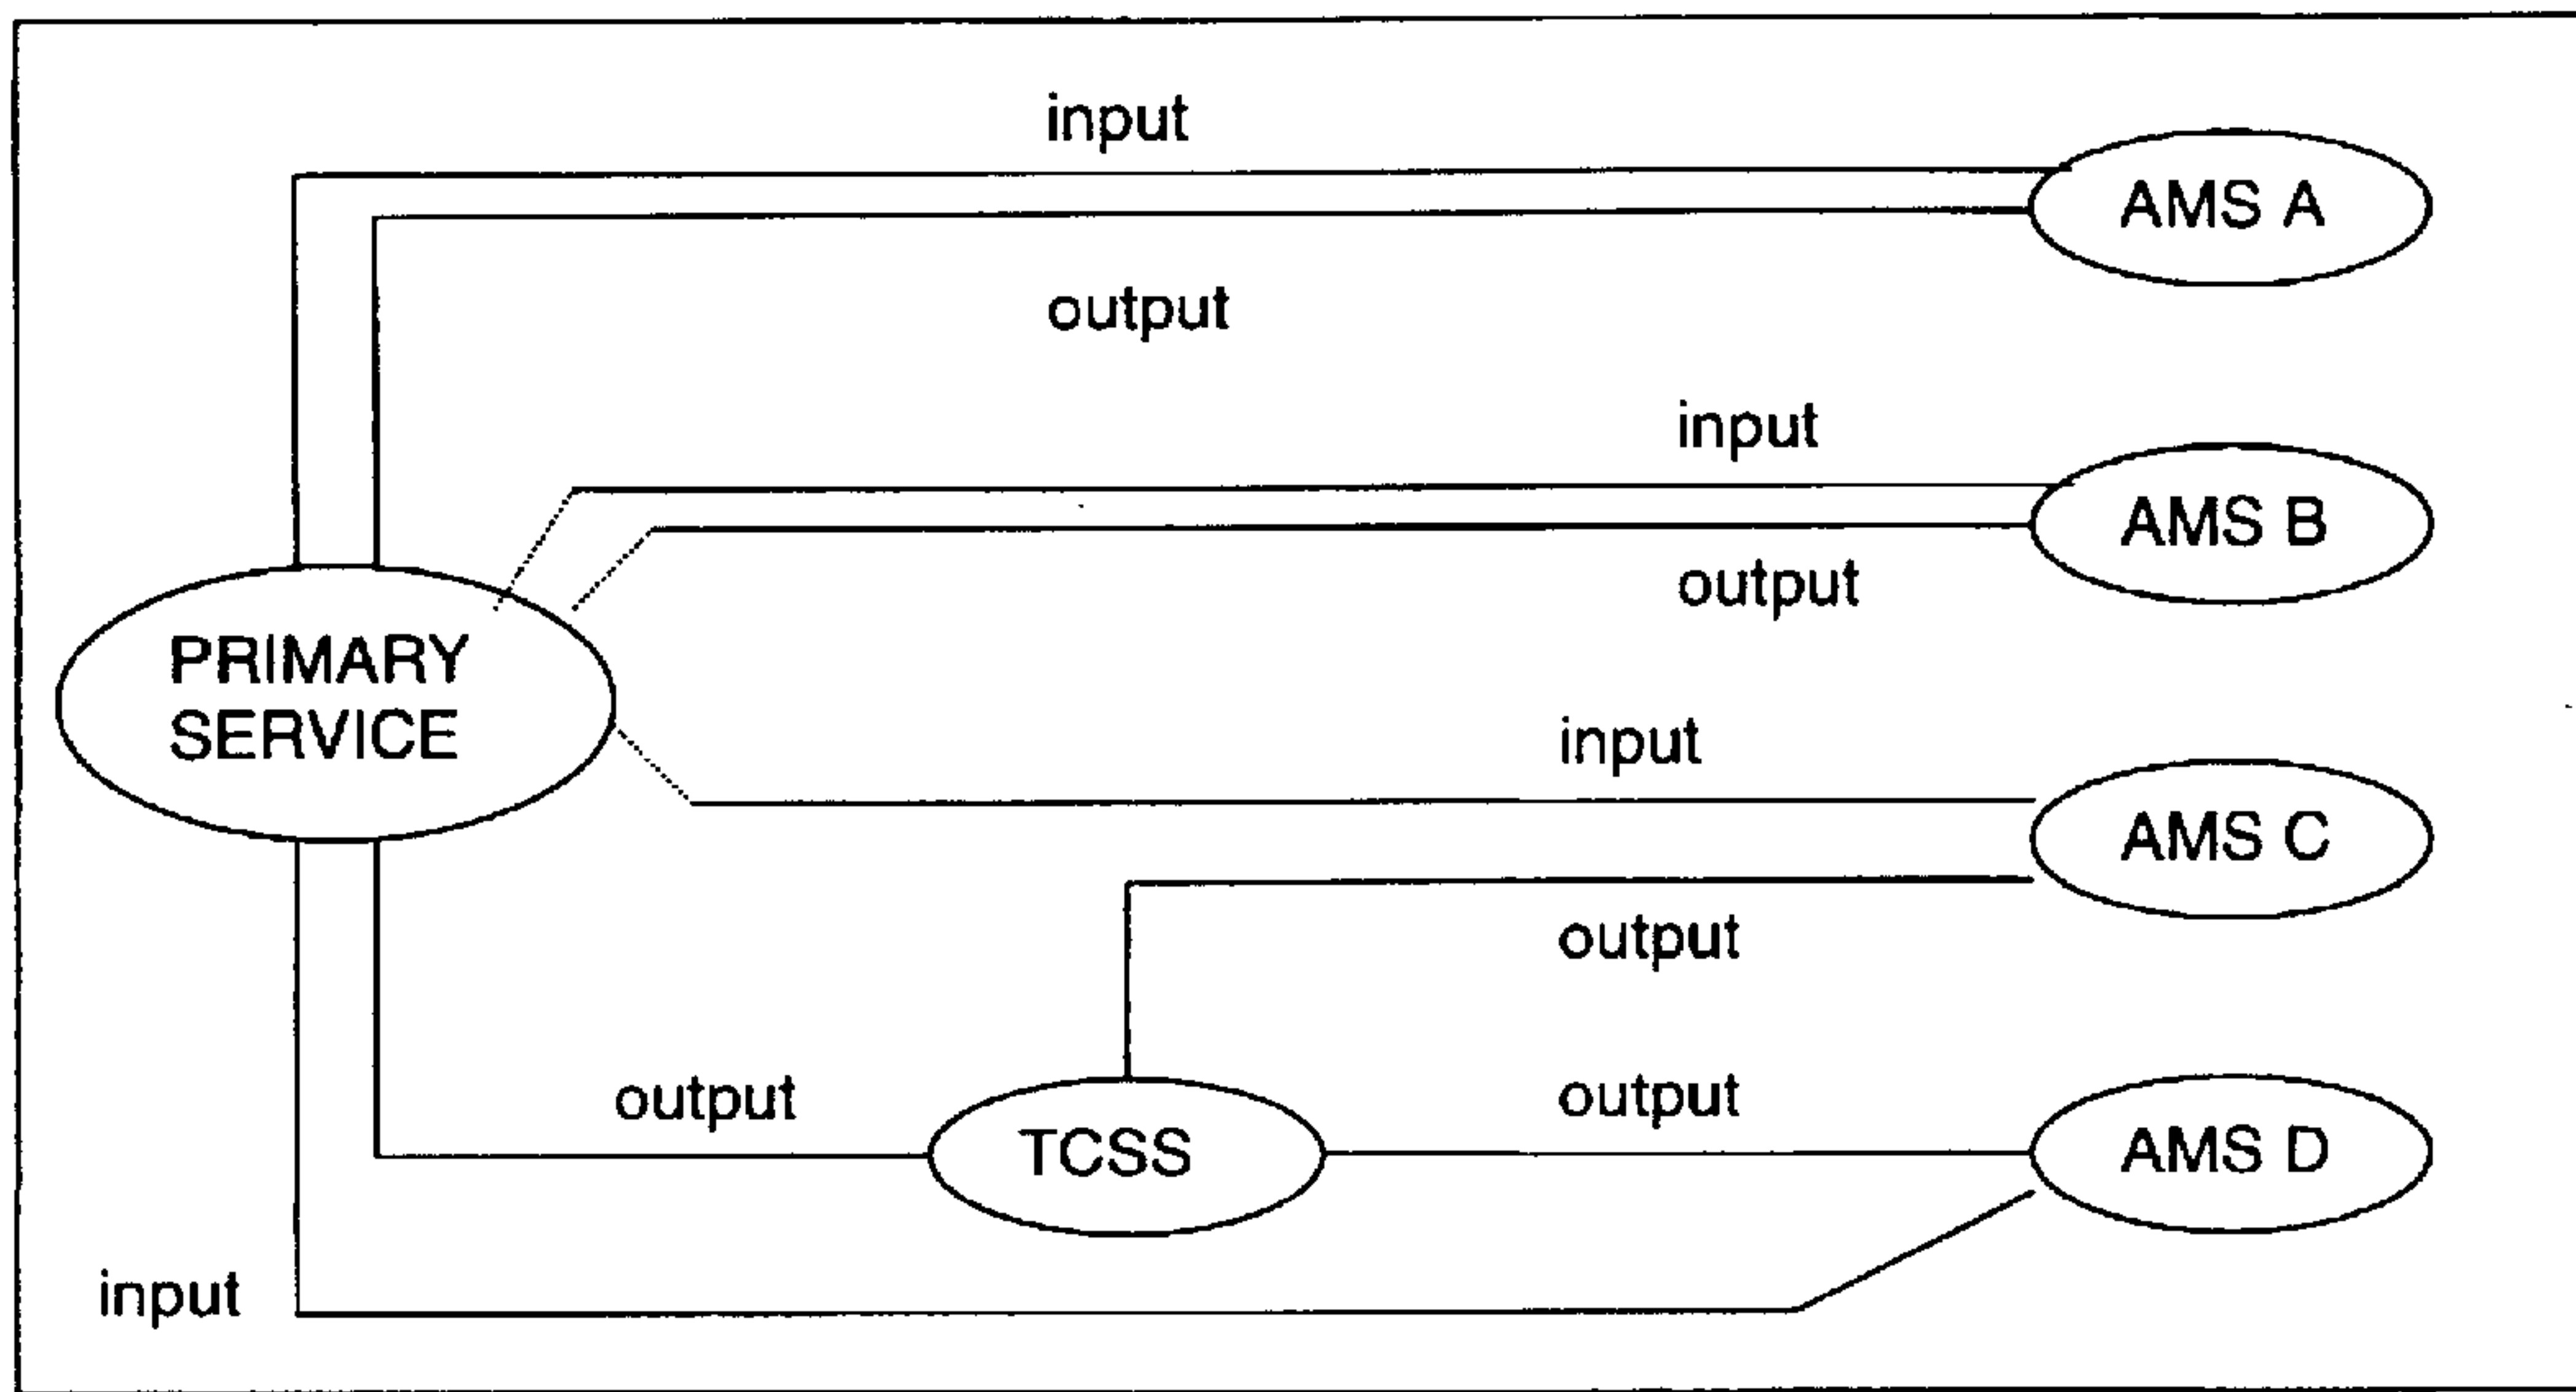 input
AMS A
output
input
AMS B
output
PRIMARY
SERVICE
input
AMS C
output
output
TCSS
output
AMS D
input